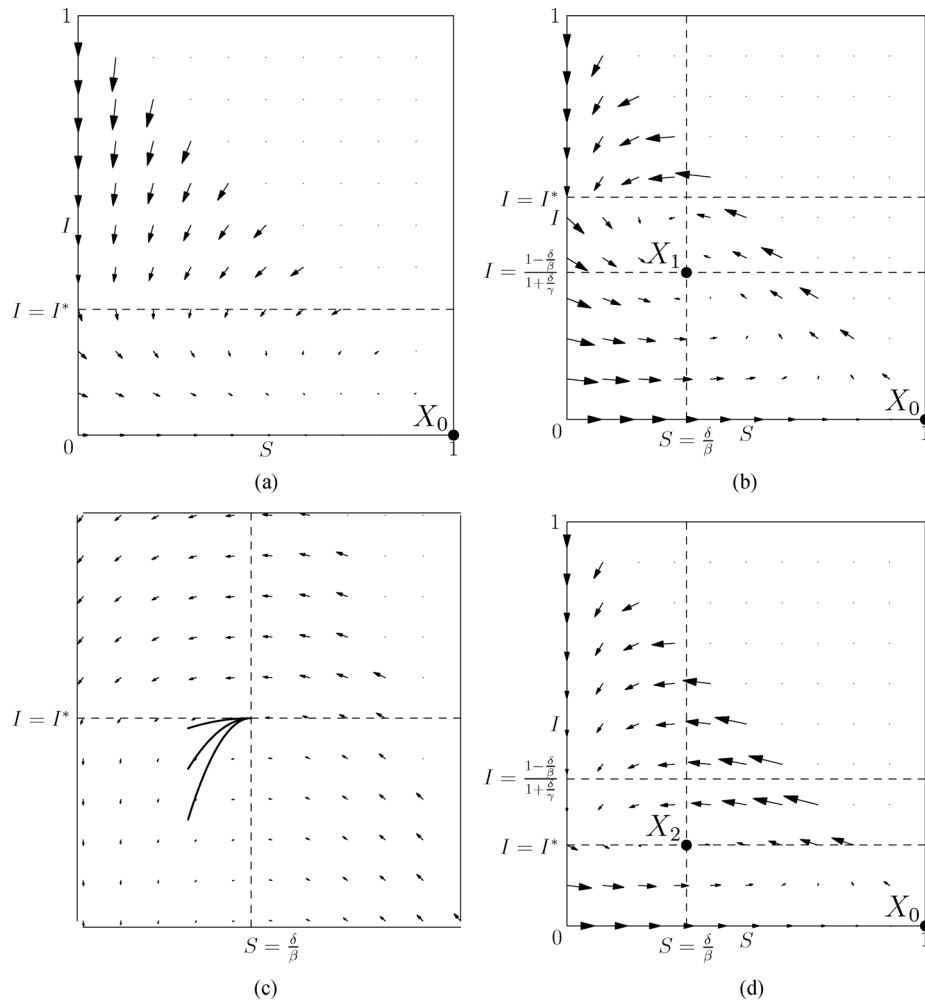 1
I
I = I*
X₀
0
S
1
(a)
1
I = I*
I
X₁
I = (1 − δ/β)/(1 + δ/γ)
X₀
0
S = δ/β
S
1
(b)
I = I*
S = δ/β
(c)
1
I
I = (1 − δ/β)/(1 + δ/γ)
X₂
I = I*
X₀
0
S = δ/β
S
1
(d)